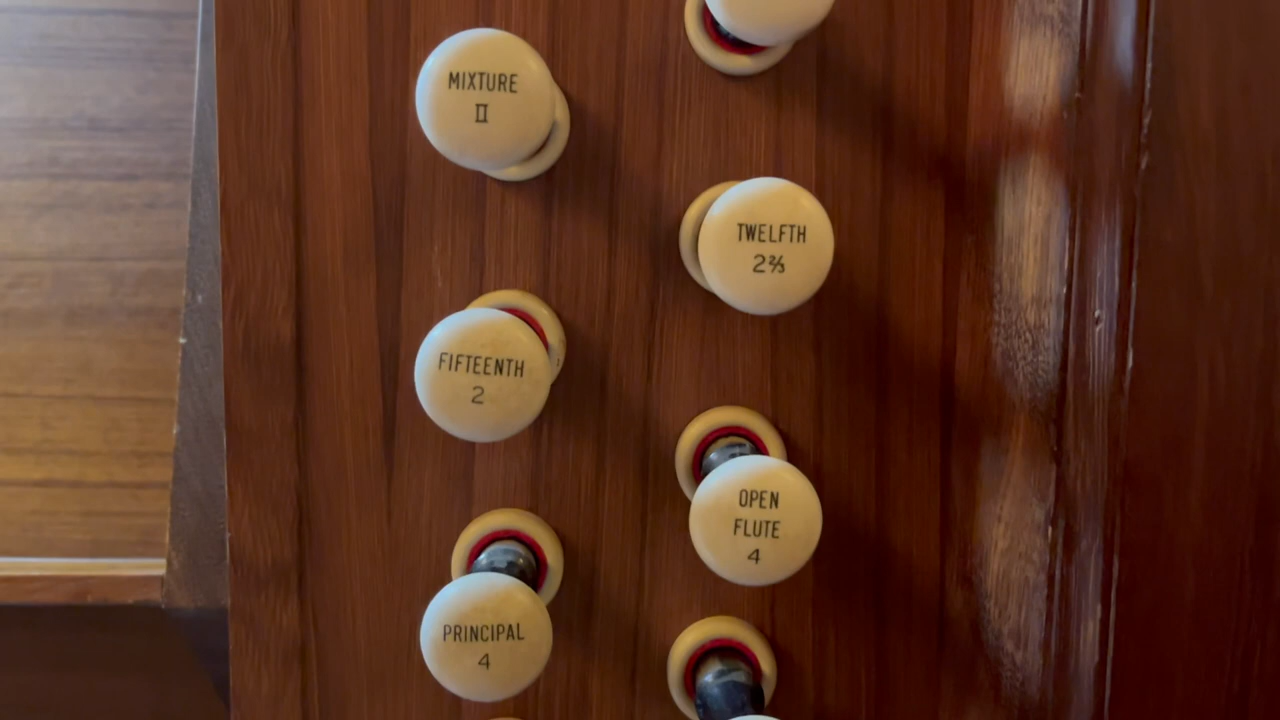 MIXTURE
II
TWELFTH
2⅔
FIFTEENTH
2
OPEN
FLUTE
4
PRINCIPAL
4